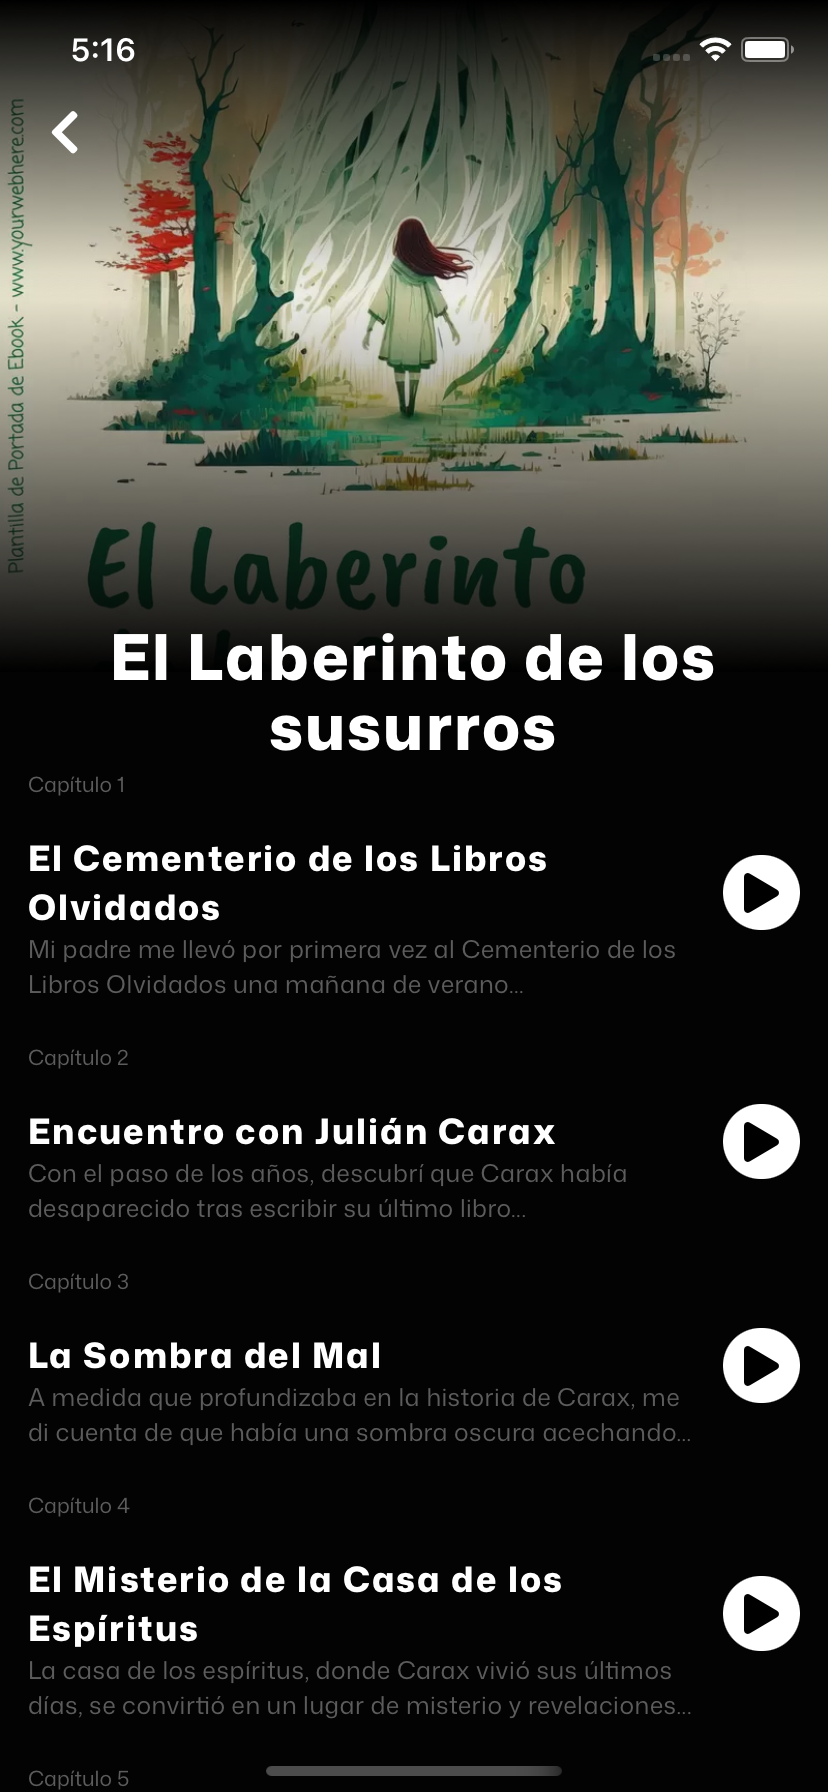 5:16
Plantilla de Portada de Ebook - www.yourwebhere.com
El Laberinto
El Laberinto de los
susurros
Capítulo 1
El Cementerio de los Libros
Olvidados
Mi padre me llevó por primera vez al Cementerio de los
Libros Olvidados una mañana de verano...
Capítulo 2
Encuentro con Julián Carax
Con el paso de los años, descubrí que Carax había
desaparecido tras escribir su último libro...
Capítulo 3
La Sombra del Mal
A medida que profundizaba en la historia de Carax, me
di cuenta de que había una sombra oscura acechando...
Capítulo 4
El Misterio de la Casa de los
Espíritus
La casa de los espíritus, donde Carax vivió sus últimos
días, se convirtió en un lugar de misterio y revelaciones...
Capítulo 5